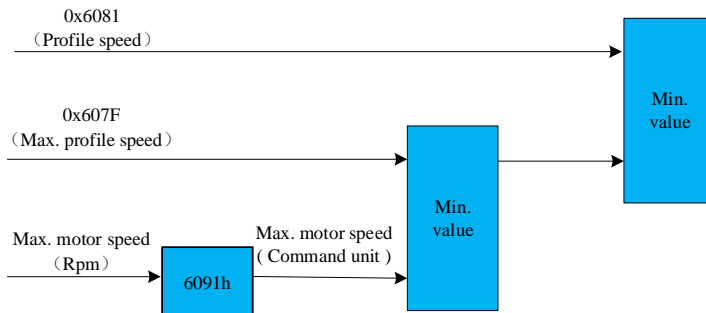 0x6081
（Profile speed）
Min.
value
0x607F
（Max. profile speed）
Min.
value
Max. motor speed
（Rpm）
Max. motor speed
( Command unit )
6091h